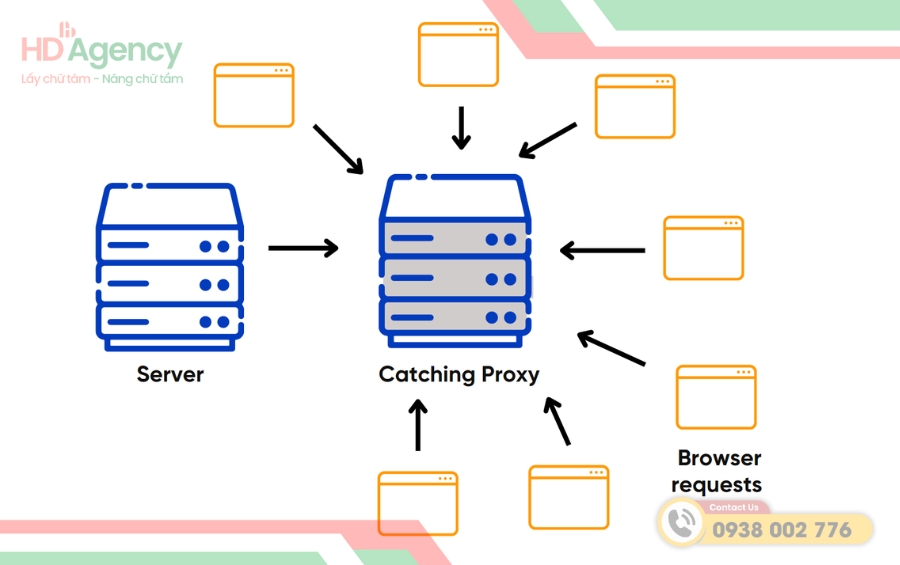 HD Agency
Lấy chữ tâm - Nâng chữ tầm
Server
Catching Proxy
Browser
requests
Contact Us
0938 002 776